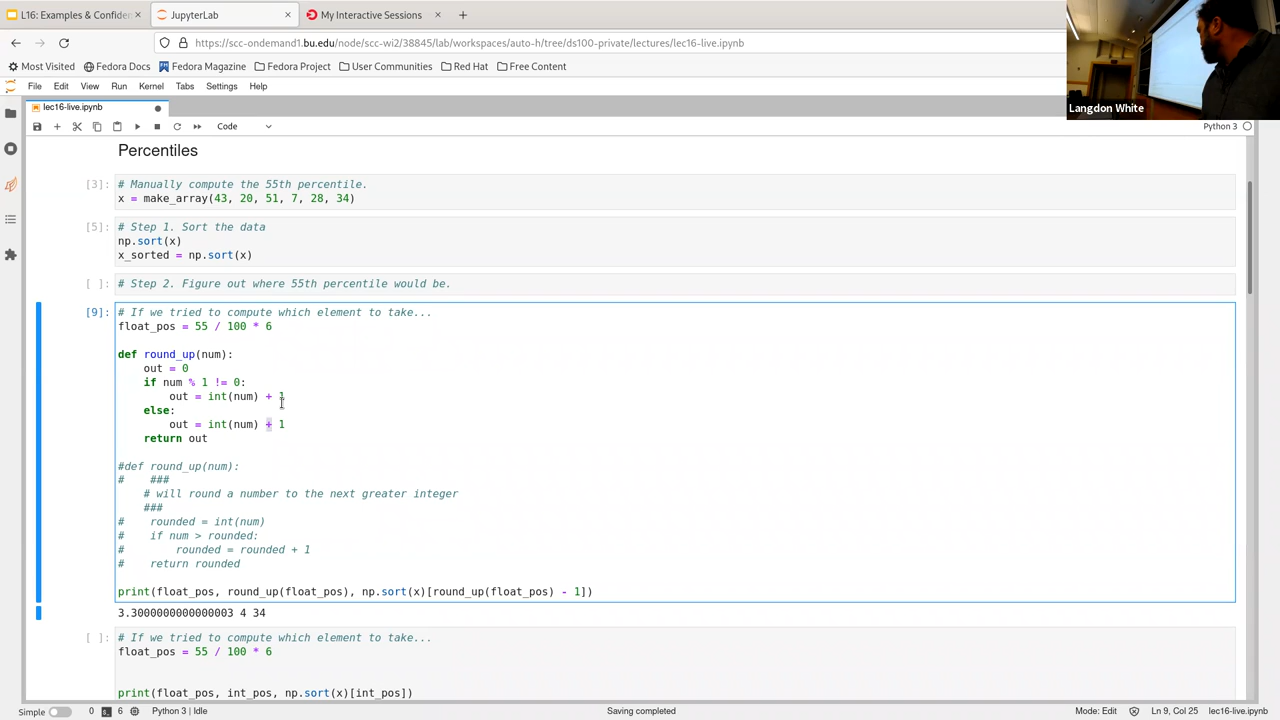 L16: Examples & Confiden
JupyterLab
My Interactive Sessions
https://scc-ondemand1.bu.edu/node/scc-wi2/38845/lab/workspaces/auto-h/tree/ds100-private/lectures/lec16-live.ipynb
Most Visited Fedora Docs Fedora Magazine Fedora Project User Communities Red Hat Free Content
Langdon White
File Edit View Run Kernel Tabs Settings Help
lec16-live.ipynb
Code
Python 3
Percentiles
[3]: # Manually compute the 55th percentile.
x = make_array(43, 20, 51, 7, 28, 34)
[5]: # Step 1. Sort the data
np.sort(x)
x_sorted = np.sort(x)
[ ]: # Step 2. Figure out where 55th percentile would be.
[9]: # If we tried to compute which element to take...
float_pos = 55 / 100 * 6
def round_up(num):
    out = 0
    if num % 1 != 0:
        out = int(num) + 1
    else:
        out = int(num) + 1
    return out
#def round_up(num):
#    ###
    # will round a number to the next greater integer
    ###
#    rounded = int(num)
#    if num > rounded:
#        rounded = rounded + 1
#    return rounded
print(float_pos, round_up(float_pos), np.sort(x)[round_up(float_pos) - 1])
3.3000000000000003 4 34
[ ]: # If we tried to compute which element to take...
float_pos = 55 / 100 * 6
print(float_pos, int_pos, np.sort(x)[int_pos])
Simple 0 6 Python 3 | Idle Saving completed Mode: Edit Ln 9, Col 25 lec16-live.ipynb